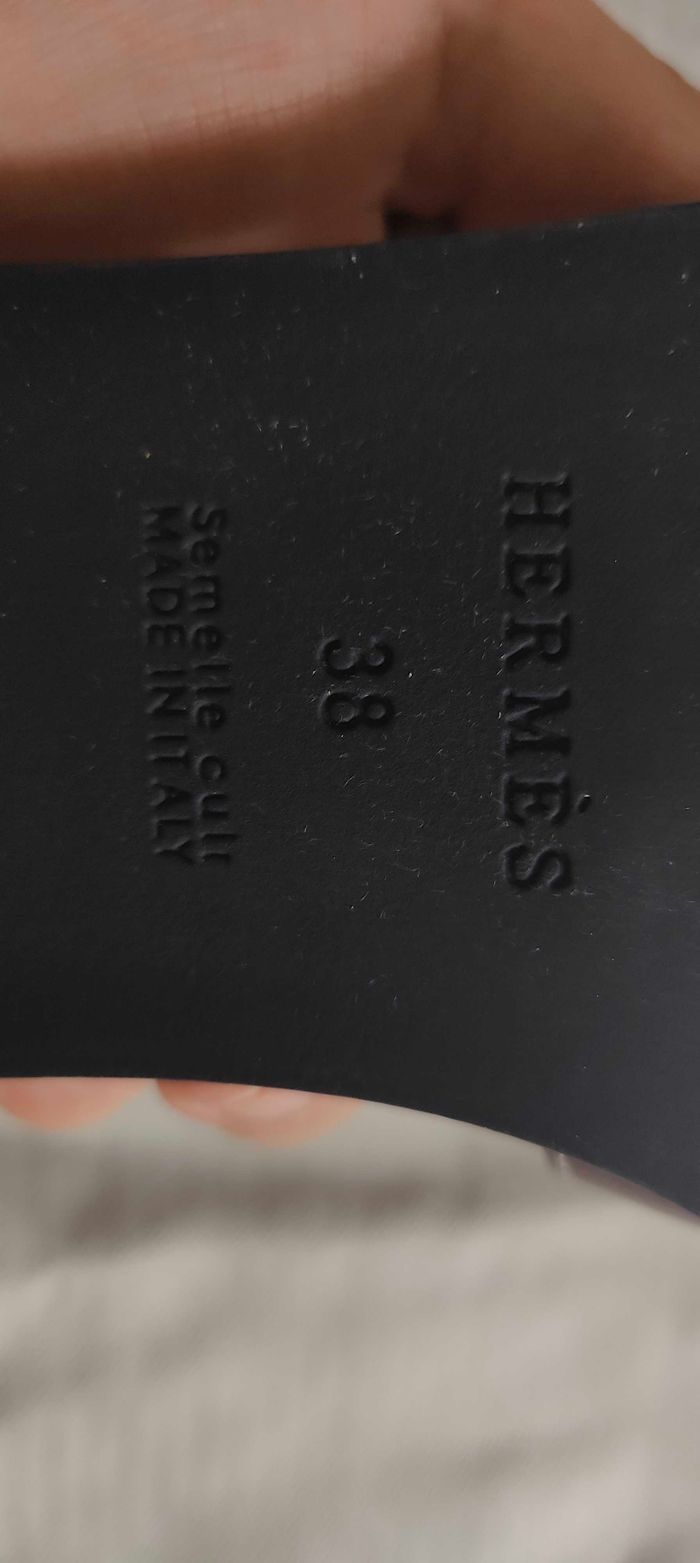 HERMÈS
38
Semelle cuir
MADE IN ITALY